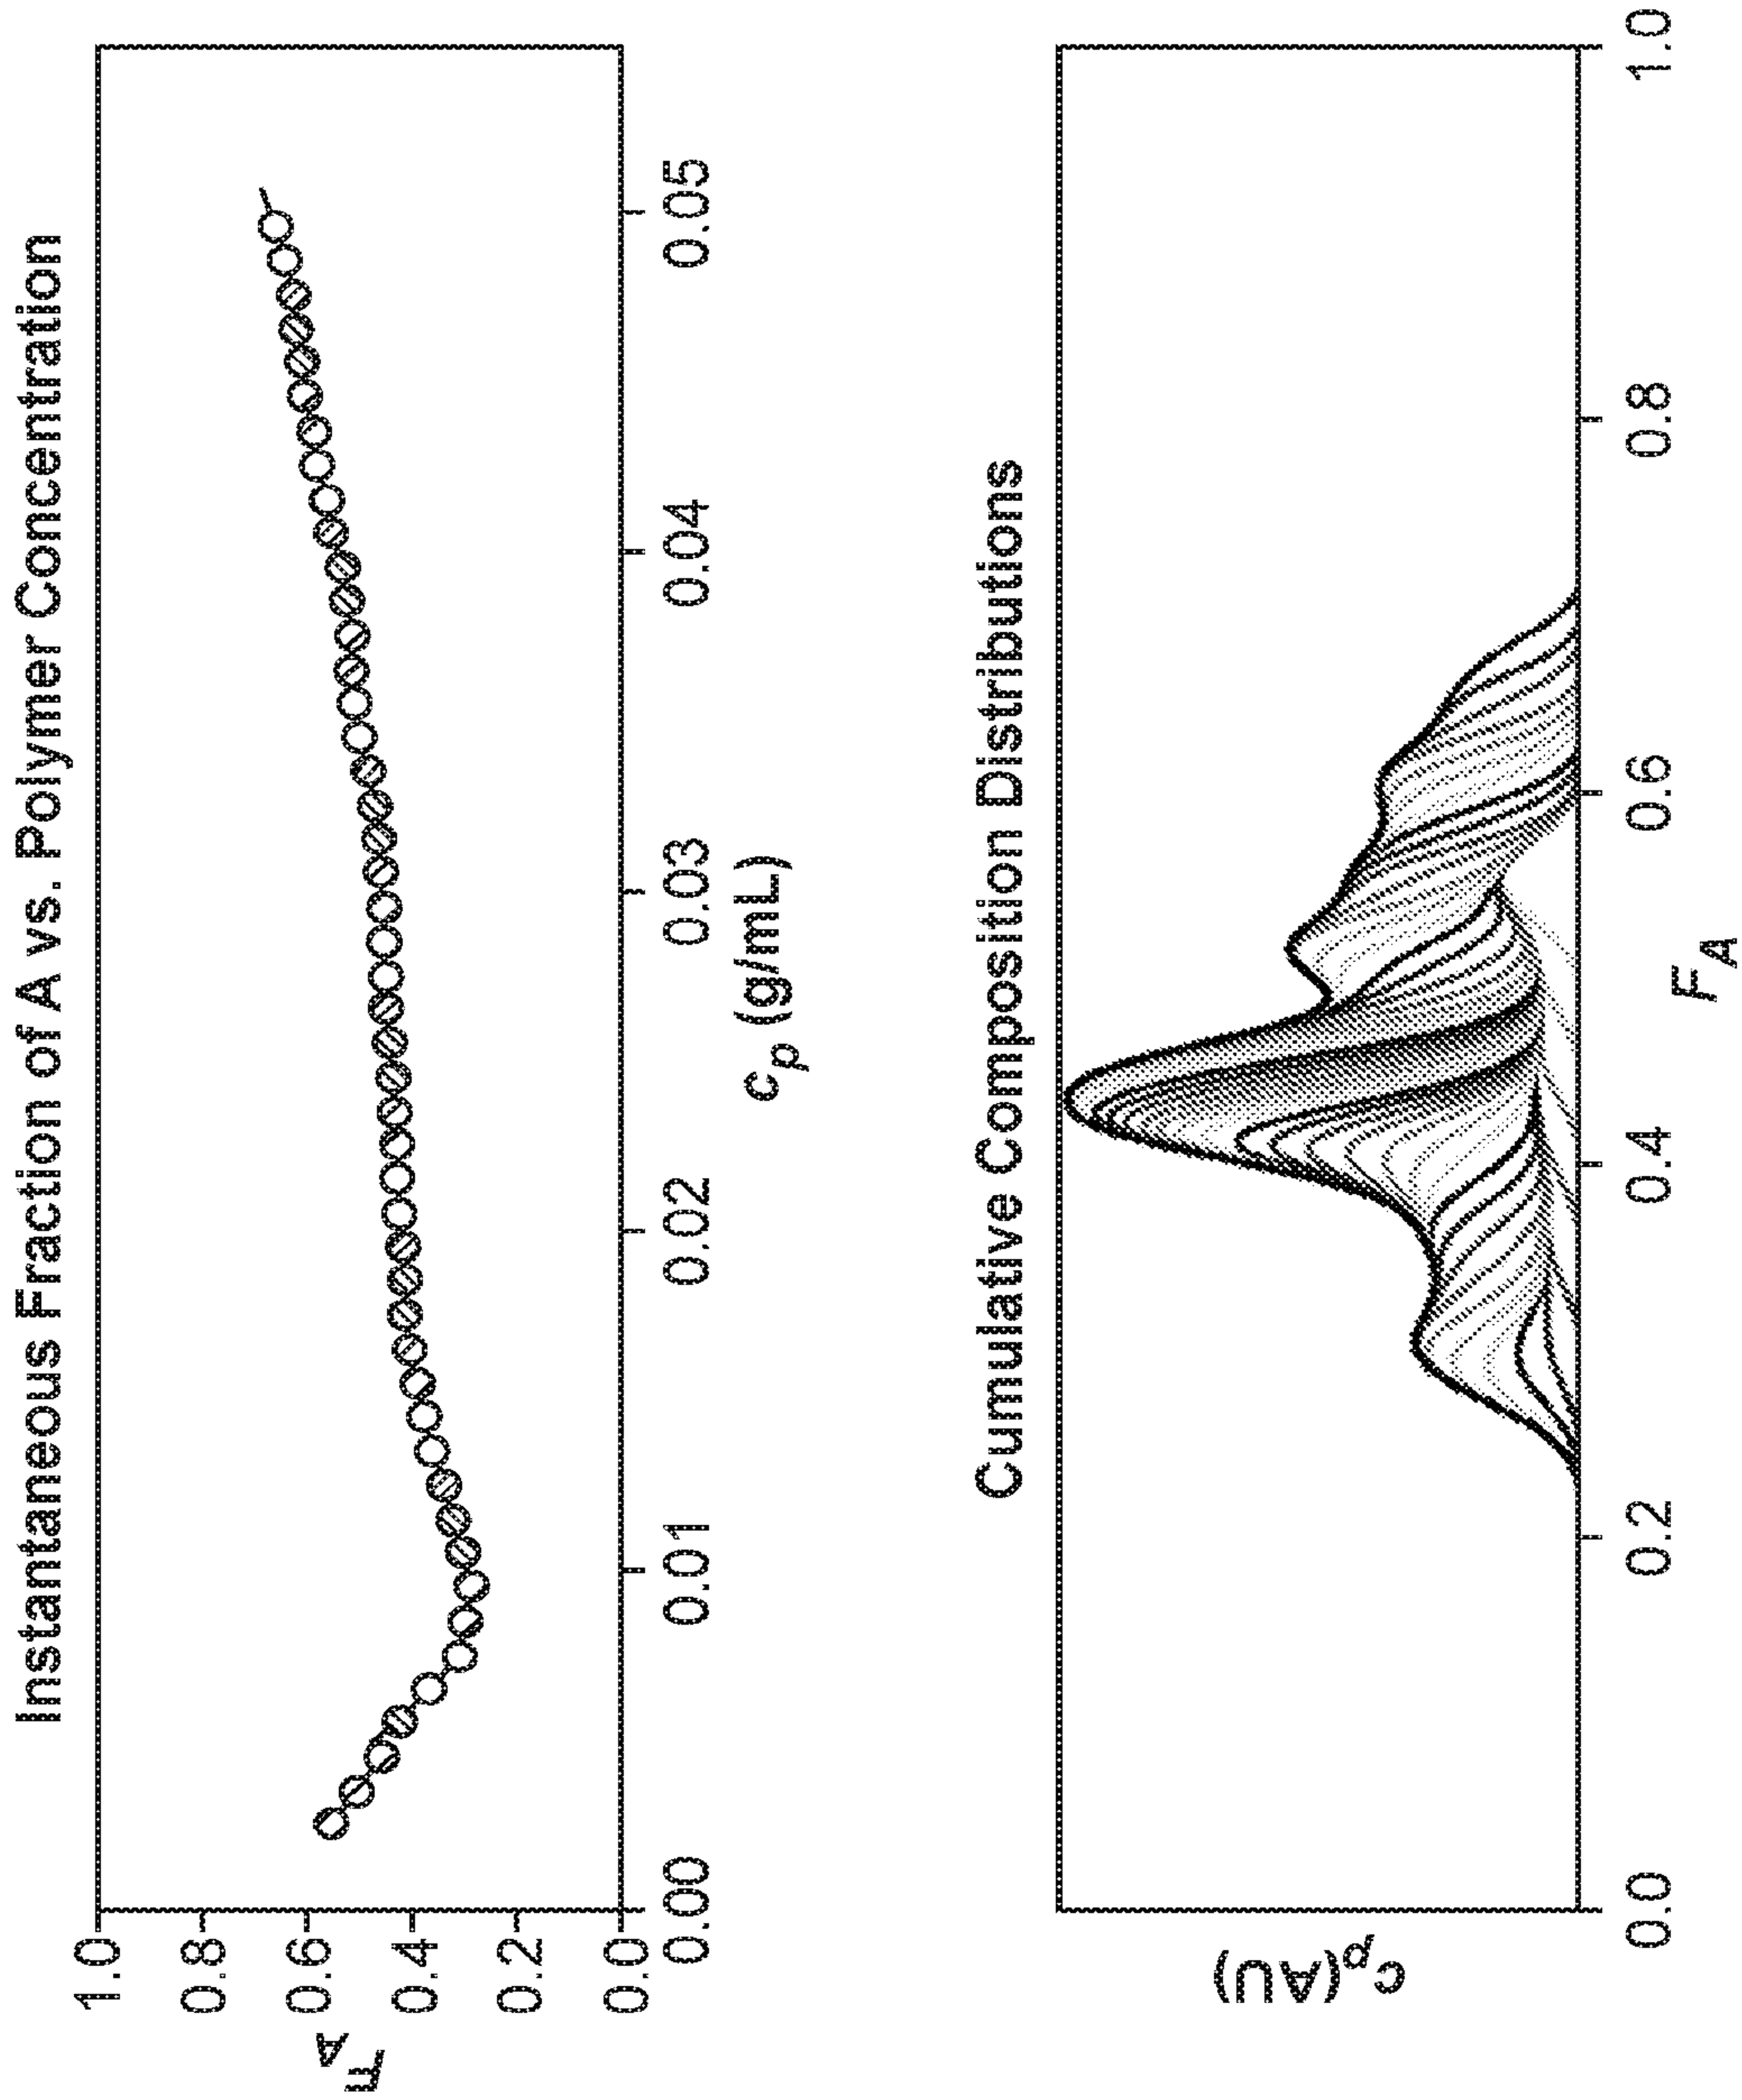 Instantaneous Fraction of A vs. Polymer Concentration
1.0
0.8
0.6
0.4
0.2
0.0
F_A
0.00 0.01 0.02 0.03 0.04 0.05
c_p (g/mL)
Cumulative Composition Distributions
c_p(AU)
0.0 0.2 0.4 0.6 0.8 1.0
F_A